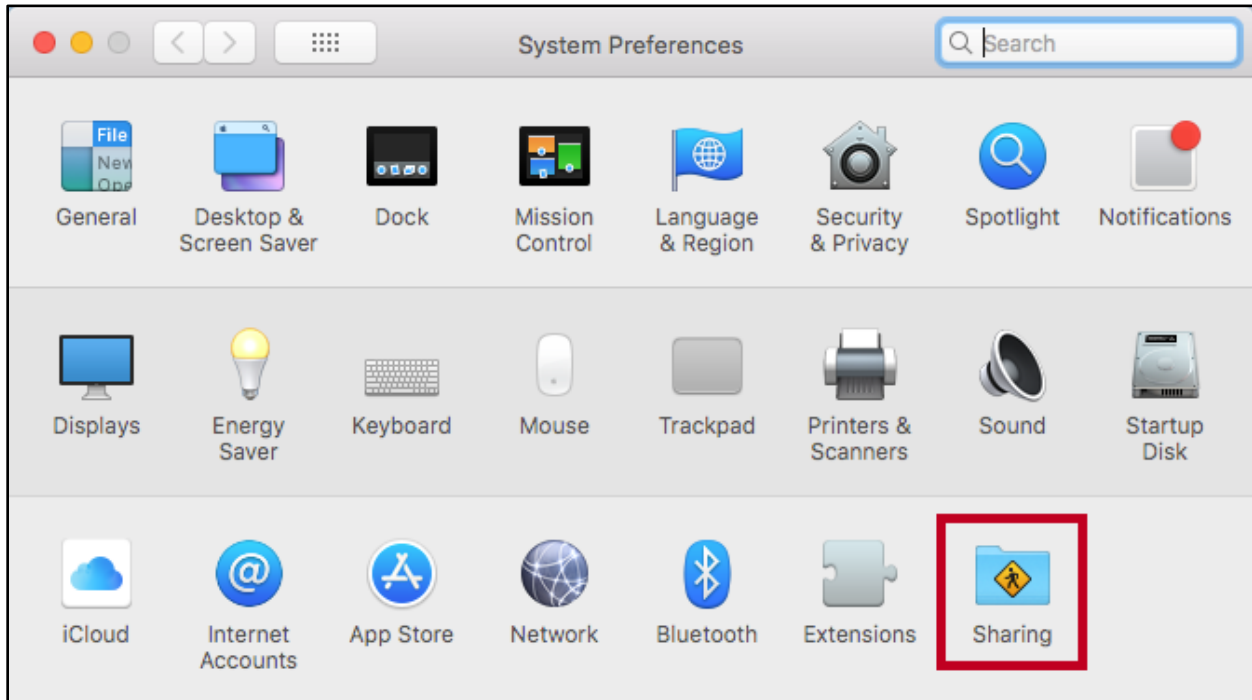 System Preferences
Search
File
New
Ope
General
Desktop &
Screen Saver
Dock
Mission
Control
Language
& Region
Security
& Privacy
Spotlight
Notifications
Displays
Energy
Saver
Keyboard
Mouse
Trackpad
Printers &
Scanners
Sound
Startup
Disk
iCloud
@
Internet
Accounts
App Store
Network
Bluetooth
Extensions
Sharing